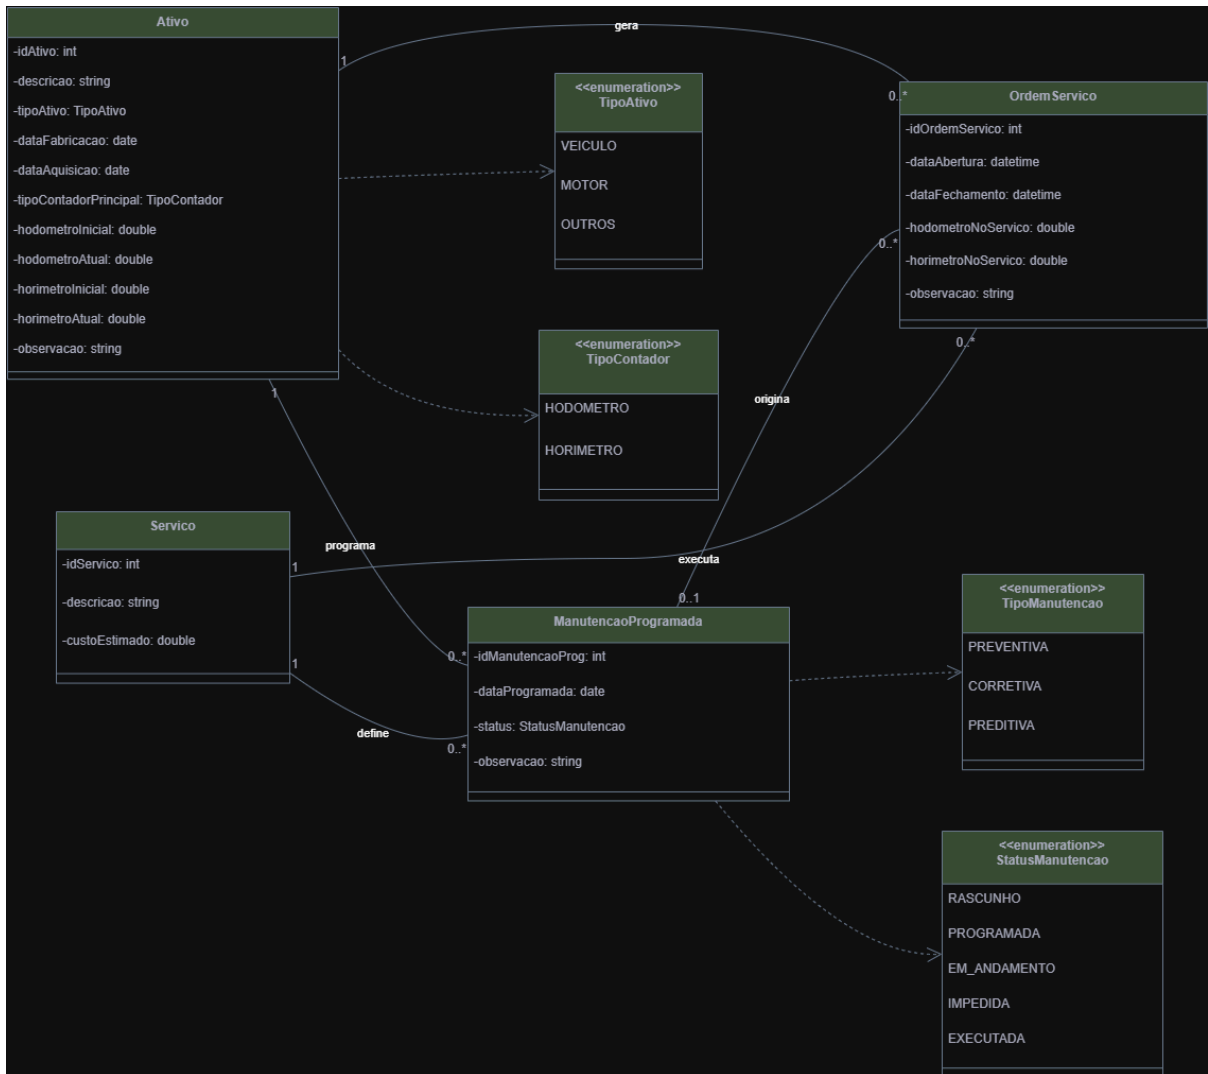 Ativo
-idAtivo: int
-descricao: string
-tipoAtivo: TipoAtivo
-dataFabricacao: date
-dataAquisicao: date
-tipoContadorPrincipal: TipoContador
-hodometroInicial: double
-hodometroAtual: double
-horimetroInicial: double
-horimetroAtual: double
-observacao: string
1
gera
0..*
<<enumeration>>
TipoAtivo
VEICULO
MOTOR
OUTROS
OrdemServico
-idOrdemServico: int
-dataAbertura: datetime
-dataFechamento: datetime
-hodometroNoServico: double
-horimetroNoServico: double
-observacao: string
0..*
0..*
<<enumeration>>
TipoContador
HODOMETRO
HORIMETRO
1
origina
programa
executa
Servico
-idServico: int
-descricao: string
-custoEstimado: double
1
1
define
0..1
0..*
0..*
ManutencaoProgramada
-idManutencaoProg: int
-dataProgramada: date
-status: StatusManutencao
-observacao: string
<<enumeration>>
TipoManutencao
PREVENTIVA
CORRETIVA
PREDITIVA
<<enumeration>>
StatusManutencao
RASCUNHO
PROGRAMADA
EM_ANDAMENTO
IMPEDIDA
EXECUTADA